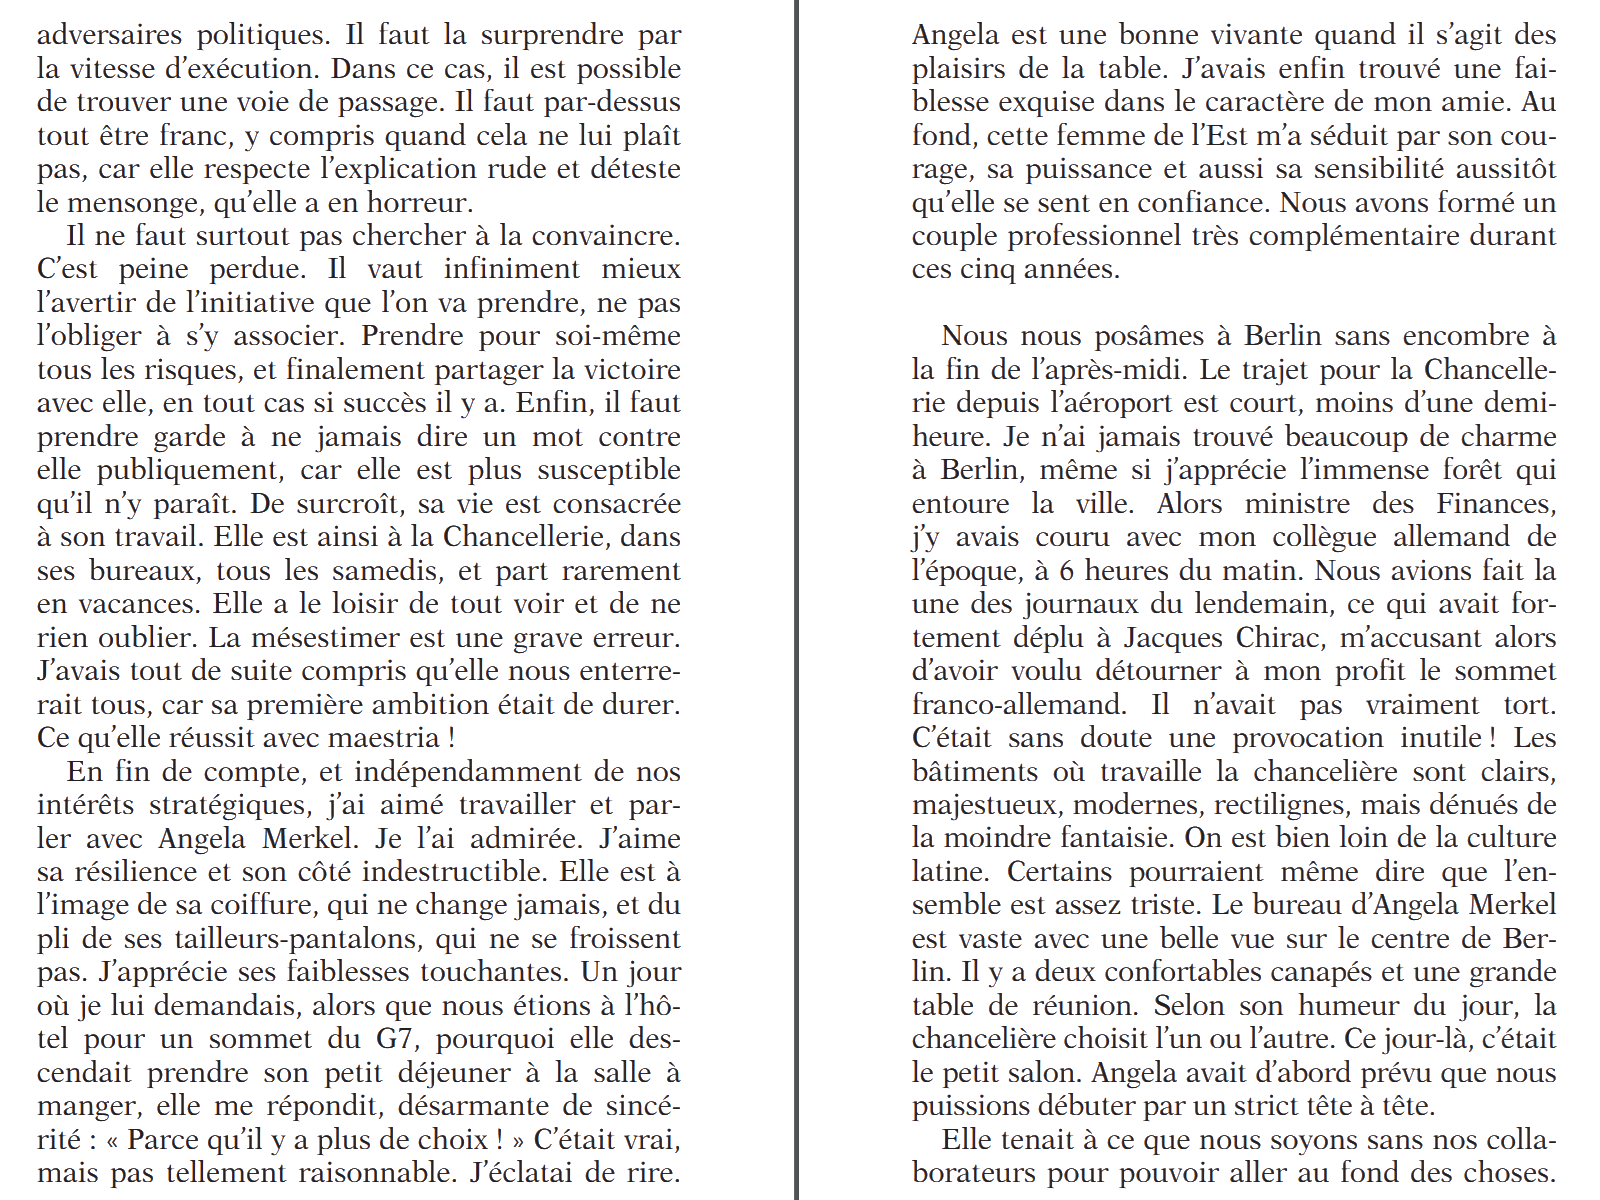 adversaires politiques. Il faut la surprendre par
la vitesse d’exécution. Dans ce cas, il est possible
de trouver une voie de passage. Il faut par-dessus
tout être franc, y compris quand cela ne lui plaît
pas, car elle respecte l’explication rude et déteste
le mensonge, qu’elle a en horreur.
Il ne faut surtout pas chercher à la convaincre.
C’est peine perdue. Il vaut infiniment mieux
l’avertir de l’initiative que l’on va prendre, ne pas
l’obliger à s’y associer. Prendre pour soi-même
tous les risques, et finalement partager la victoire
avec elle, en tout cas si succès il y a. Enfin, il faut
prendre garde à ne jamais dire un mot contre
elle publiquement, car elle est plus susceptible
qu’il n’y paraît. De surcroît, sa vie est consacrée
à son travail. Elle est ainsi à la Chancellerie, dans
ses bureaux, tous les samedis, et part rarement
en vacances. Elle a le loisir de tout voir et de ne
rien oublier. La mésestimer est une grave erreur.
J’avais tout de suite compris qu’elle nous enterre-
rait tous, car sa première ambition était de durer.
Ce qu’elle réussit avec maestria !
En fin de compte, et indépendamment de nos
intérêts stratégiques, j’ai aimé travailler et par-
ler avec Angela Merkel. Je l’ai admirée. J’aime
sa résilience et son côté indestructible. Elle est à
l’image de sa coiffure, qui ne change jamais, et du
pli de ses tailleurs-pantalons, qui ne se froissent
pas. J’apprécie ses faiblesses touchantes. Un jour
où je lui demandais, alors que nous étions à l’hô-
tel pour un sommet du G7, pourquoi elle des-
cendait prendre son petit déjeuner à la salle à
manger, elle me répondit, désarmante de sincé-
rité : « Parce qu’il y a plus de choix ! » C’était vrai,
mais pas tellement raisonnable. J’éclatai de rire.
Angela est une bonne vivante quand il s’agit des
plaisirs de la table. J’avais enfin trouvé une fai-
blesse exquise dans le caractère de mon amie. Au
fond, cette femme de l’Est m’a séduit par son cou-
rage, sa puissance et aussi sa sensibilité aussitôt
qu’elle se sent en confiance. Nous avons formé un
couple professionnel très complémentaire durant
ces cinq années.
Nous nous posâmes à Berlin sans encombre à
la fin de l’après-midi. Le trajet pour la Chancelle-
rie depuis l’aéroport est court, moins d’une demi-
heure. Je n’ai jamais trouvé beaucoup de charme
à Berlin, même si j’apprécie l’immense forêt qui
entoure la ville. Alors ministre des Finances,
j’y avais couru avec mon collègue allemand de
l’époque, à 6 heures du matin. Nous avions fait la
une des journaux du lendemain, ce qui avait for-
tement déplu à Jacques Chirac, m’accusant alors
d’avoir voulu détourner à mon profit le sommet
franco-allemand. Il n’avait pas vraiment tort.
C’était sans doute une provocation inutile ! Les
bâtiments où travaille la chancelière sont clairs,
majestueux, modernes, rectilignes, mais dénués de
la moindre fantaisie. On est bien loin de la culture
latine. Certains pourraient même dire que l’en-
semble est assez triste. Le bureau d’Angela Merkel
est vaste avec une belle vue sur le centre de Ber-
lin. Il y a deux confortables canapés et une grande
table de réunion. Selon son humeur du jour, la
chancelière choisit l’un ou l’autre. Ce jour-là, c’était
le petit salon. Angela avait d’abord prévu que nous
puissions débuter par un strict tête à tête.
Elle tenait à ce que nous soyons sans nos colla-
borateurs pour pouvoir aller au fond des choses.